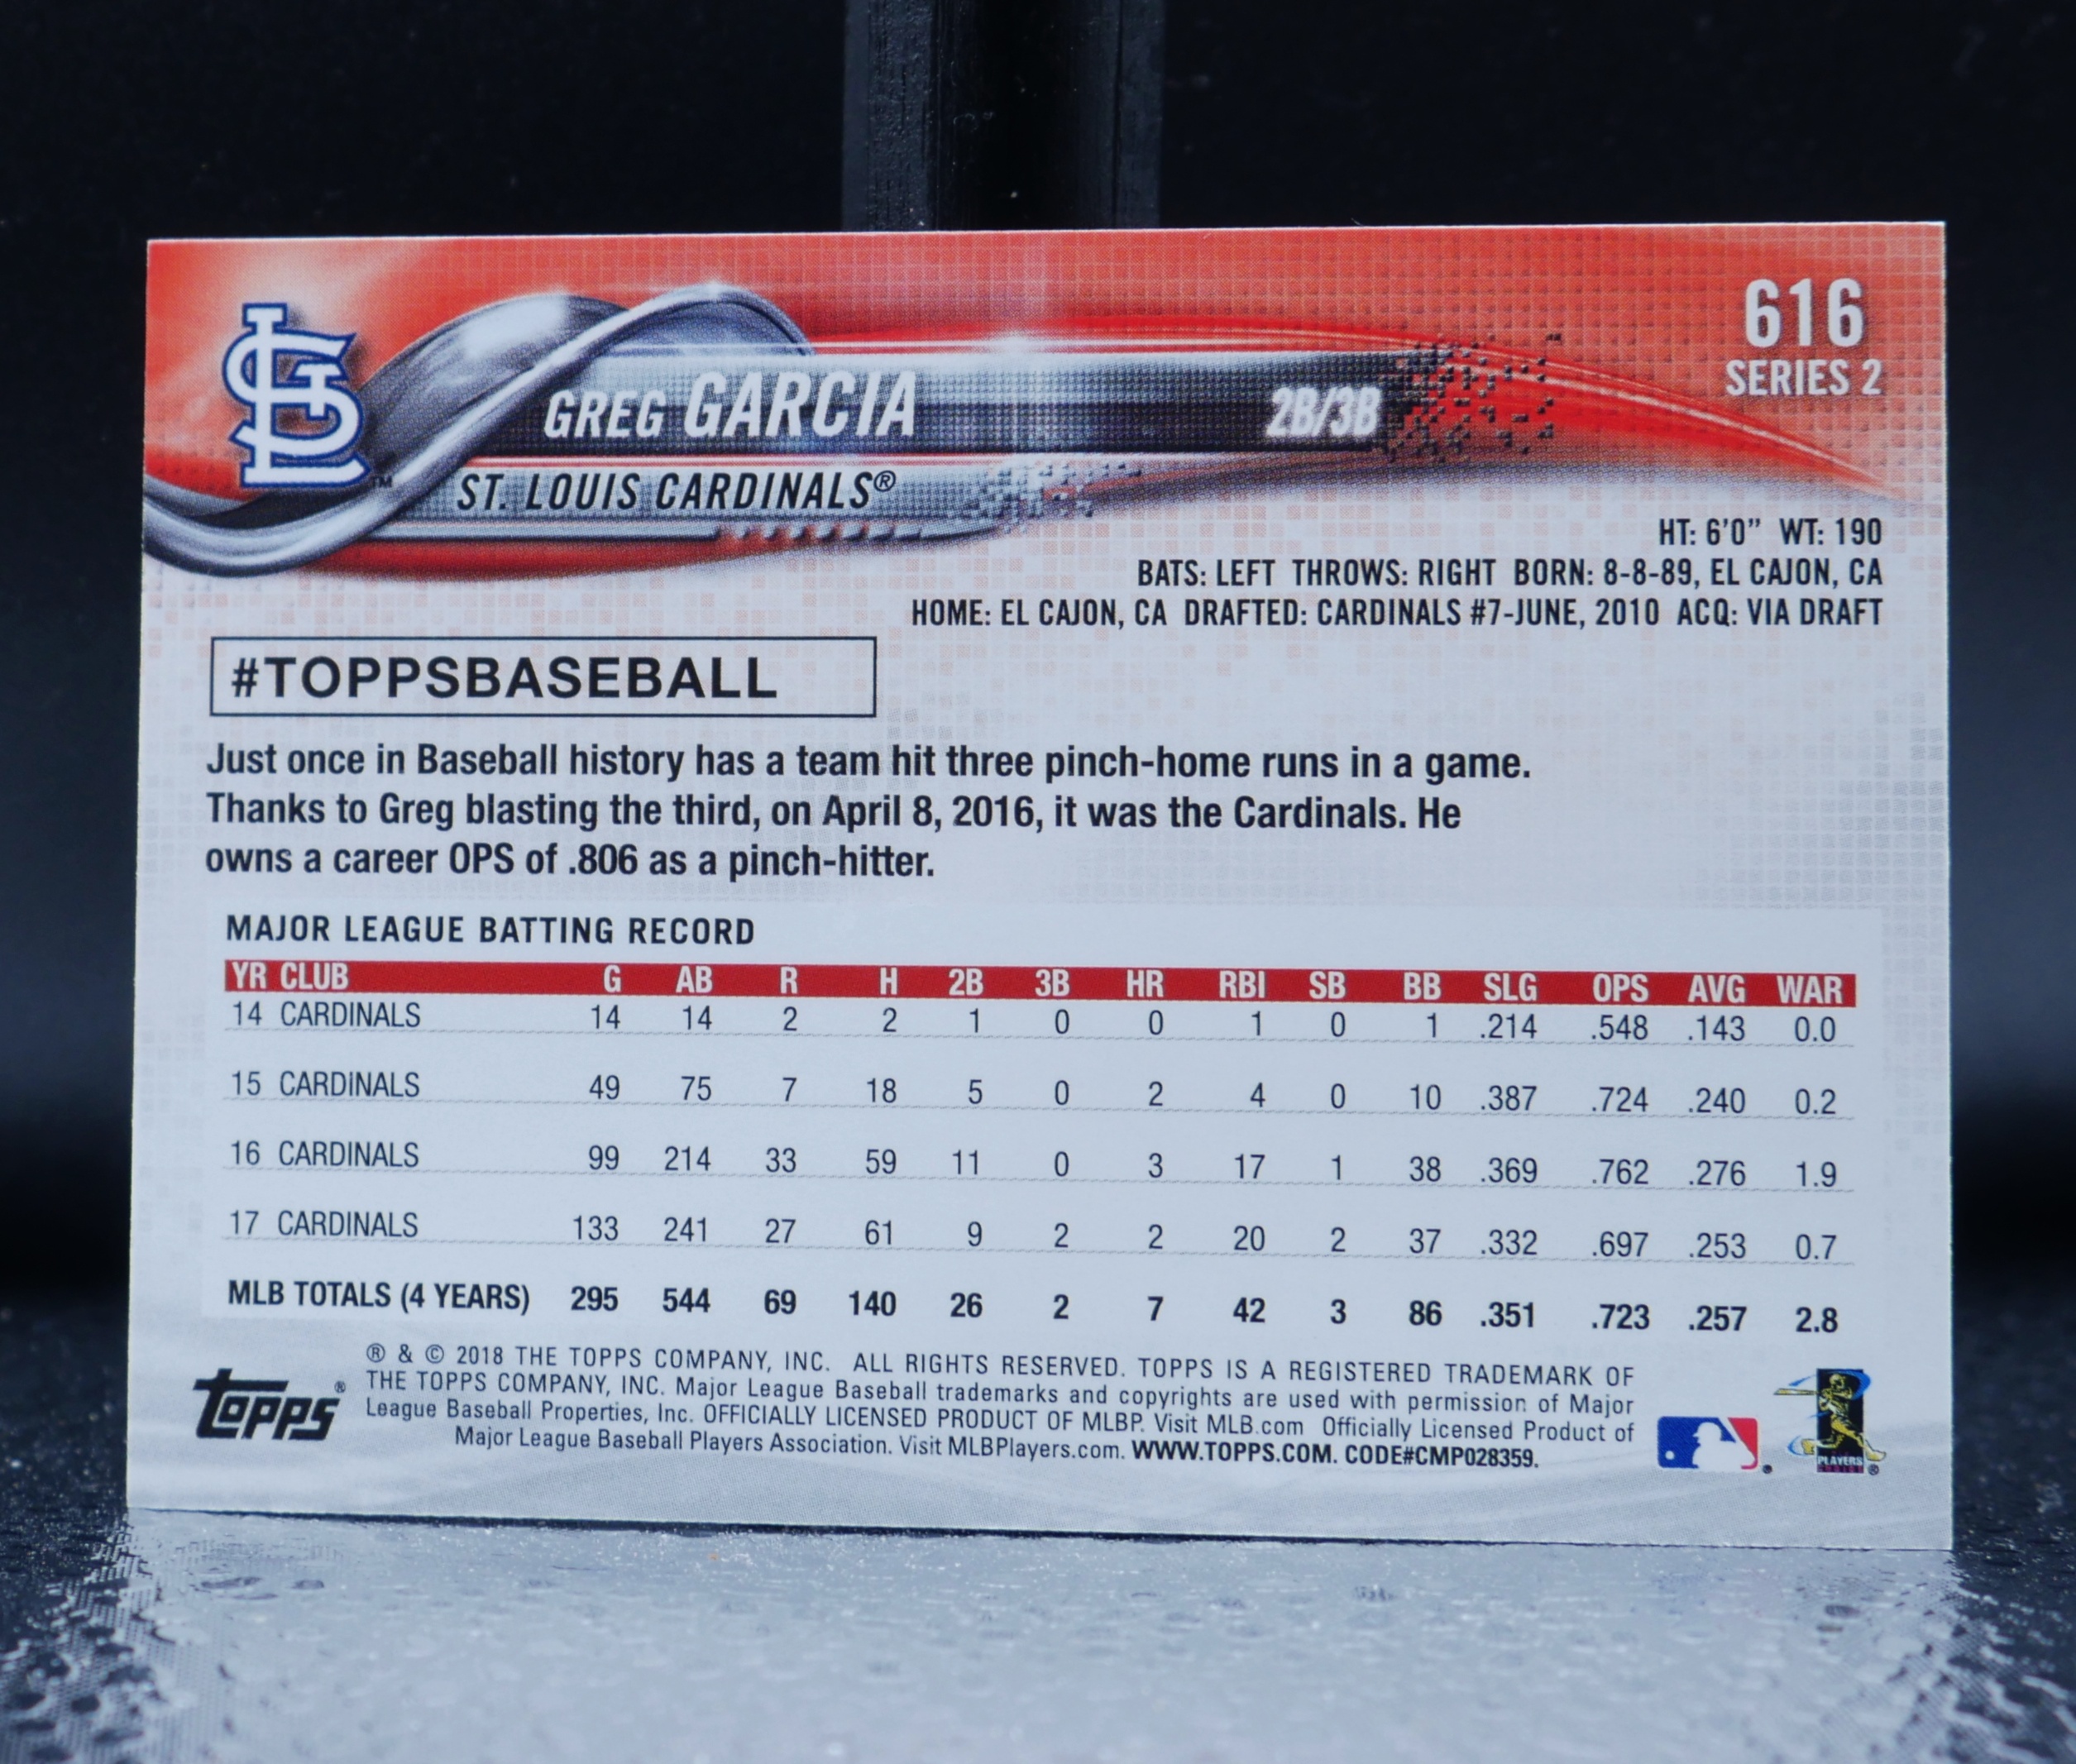 616
SERIES 2
GREG GARCIA 2B/3B
ST. LOUIS CARDINALS®
HT: 6'0" WT: 190
BATS: LEFT THROWS: RIGHT BORN: 8-8-89, EL CAJON, CA
HOME: EL CAJON, CA DRAFTED: CARDINALS #7-JUNE, 2010 ACQ: VIA DRAFT
#TOPPSBASEBALL
Just once in Baseball history has a team hit three pinch-home runs in a game.
Thanks to Greg blasting the third, on April 8, 2016, it was the Cardinals. He
owns a career OPS of .806 as a pinch-hitter.
MAJOR LEAGUE BATTING RECORD
YR CLUB G AB R H 2B 3B HR RBI SB BB SLG OPS AVG WAR
14 CARDINALS 14 14 2 2 1 0 0 1 0 1 .214 .548 .143 0.0
15 CARDINALS 49 75 7 18 5 0 2 4 0 10 .387 .724 .240 0.2
16 CARDINALS 99 214 33 59 11 0 3 17 1 38 .369 .762 .276 1.9
17 CARDINALS 133 241 27 61 9 2 2 20 2 37 .332 .697 .253 0.7
MLB TOTALS (4 YEARS) 295 544 69 140 26 2 7 42 3 86 .351 .723 .257 2.8
® & © 2018 THE TOPPS COMPANY, INC. ALL RIGHTS RESERVED. TOPPS IS A REGISTERED TRADEMARK OF
THE TOPPS COMPANY, INC. Major League Baseball trademarks and copyrights are used with permission of Major
League Baseball Properties, Inc. OFFICIALLY LICENSED PRODUCT OF MLBP. Visit MLB.com Officially Licensed Product of
Major League Baseball Players Association. Visit MLBPlayers.com. WWW.TOPPS.COM. CODE#CMP028359.
topps®
STL™
PLAYERS
CHOICE ®